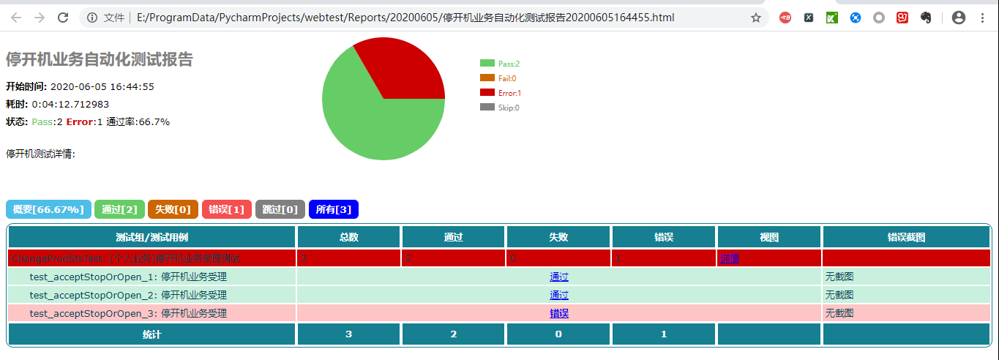 文件 | E:/ProgramData/PycharmProjects/webtest/Reports/20200605/停开机业务自动化测试报告20200605164455.html
停开机业务自动化测试报告
开始时间: 2020-06-05 16:44:55
耗时: 0:04:12.712983
状态: Pass:2 Error:1 通过率:66.7%
停开机测试详情:
Pass:2
Fail:0
Error:1
Skip:0
概要[66.67%] 通过[2] 失败[0] 错误[1] 跳过[0] 所有[3]
测试组/测试用例 总数 通过 失败 错误 视图 错误截图
ChangeProdStsTest: [个人业务]停开机业务受理测试 3 2 0 1 详情
test_acceptStopOrOpen_1: 停开机业务受理 通过 无截图
test_acceptStopOrOpen_2: 停开机业务受理 通过 无截图
test_acceptStopOrOpen_3: 停开机业务受理 错误 无截图
统计 3 2 0 1